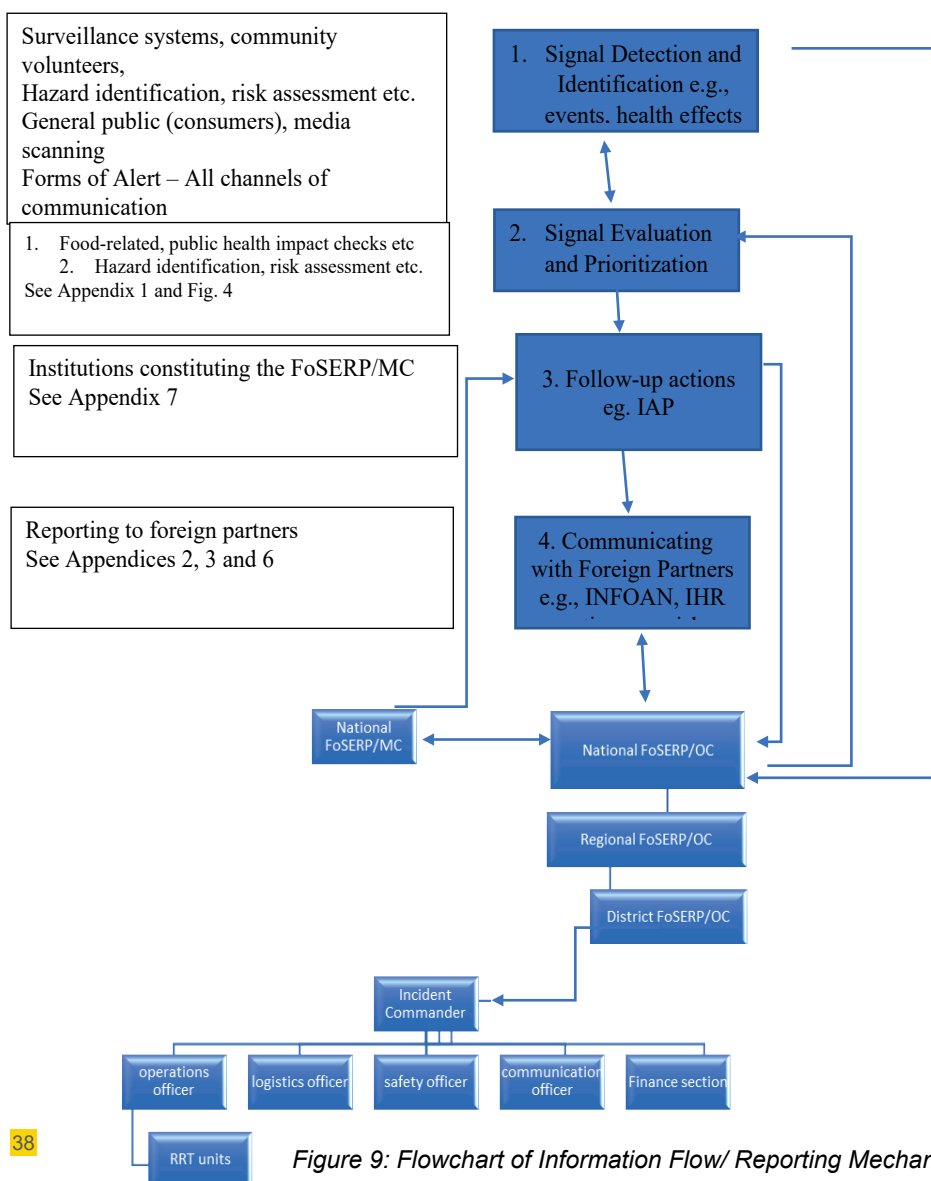 Surveillance systems, community
volunteers,
Hazard identification, risk assessment etc.
General public (consumers), media
scanning
Forms of Alert – All channels of
communication
1. Signal Detection and
Identification e.g.,
events. health effects
1. Food-related, public health impact checks etc
2. Hazard identification, risk assessment etc.
See Appendix 1 and Fig. 4
2. Signal Evaluation
and Prioritization
Institutions constituting the FoSERP/MC
See Appendix 7
3. Follow-up actions
eg. IAP
Reporting to foreign partners
See Appendices 2, 3 and 6
4. Communicating
with Foreign Partners
e.g., INFOAN, IHR
National
FoSERP/MC
National FoSERP/OC
Regional FoSERP/OC
District FoSERP/OC
Incident
Commander
operations
officer
logistics officer
safety officer
communication
officer
Finance section
RRT units
38
Figure 9: Flowchart of Information Flow/ Reporting Mechan